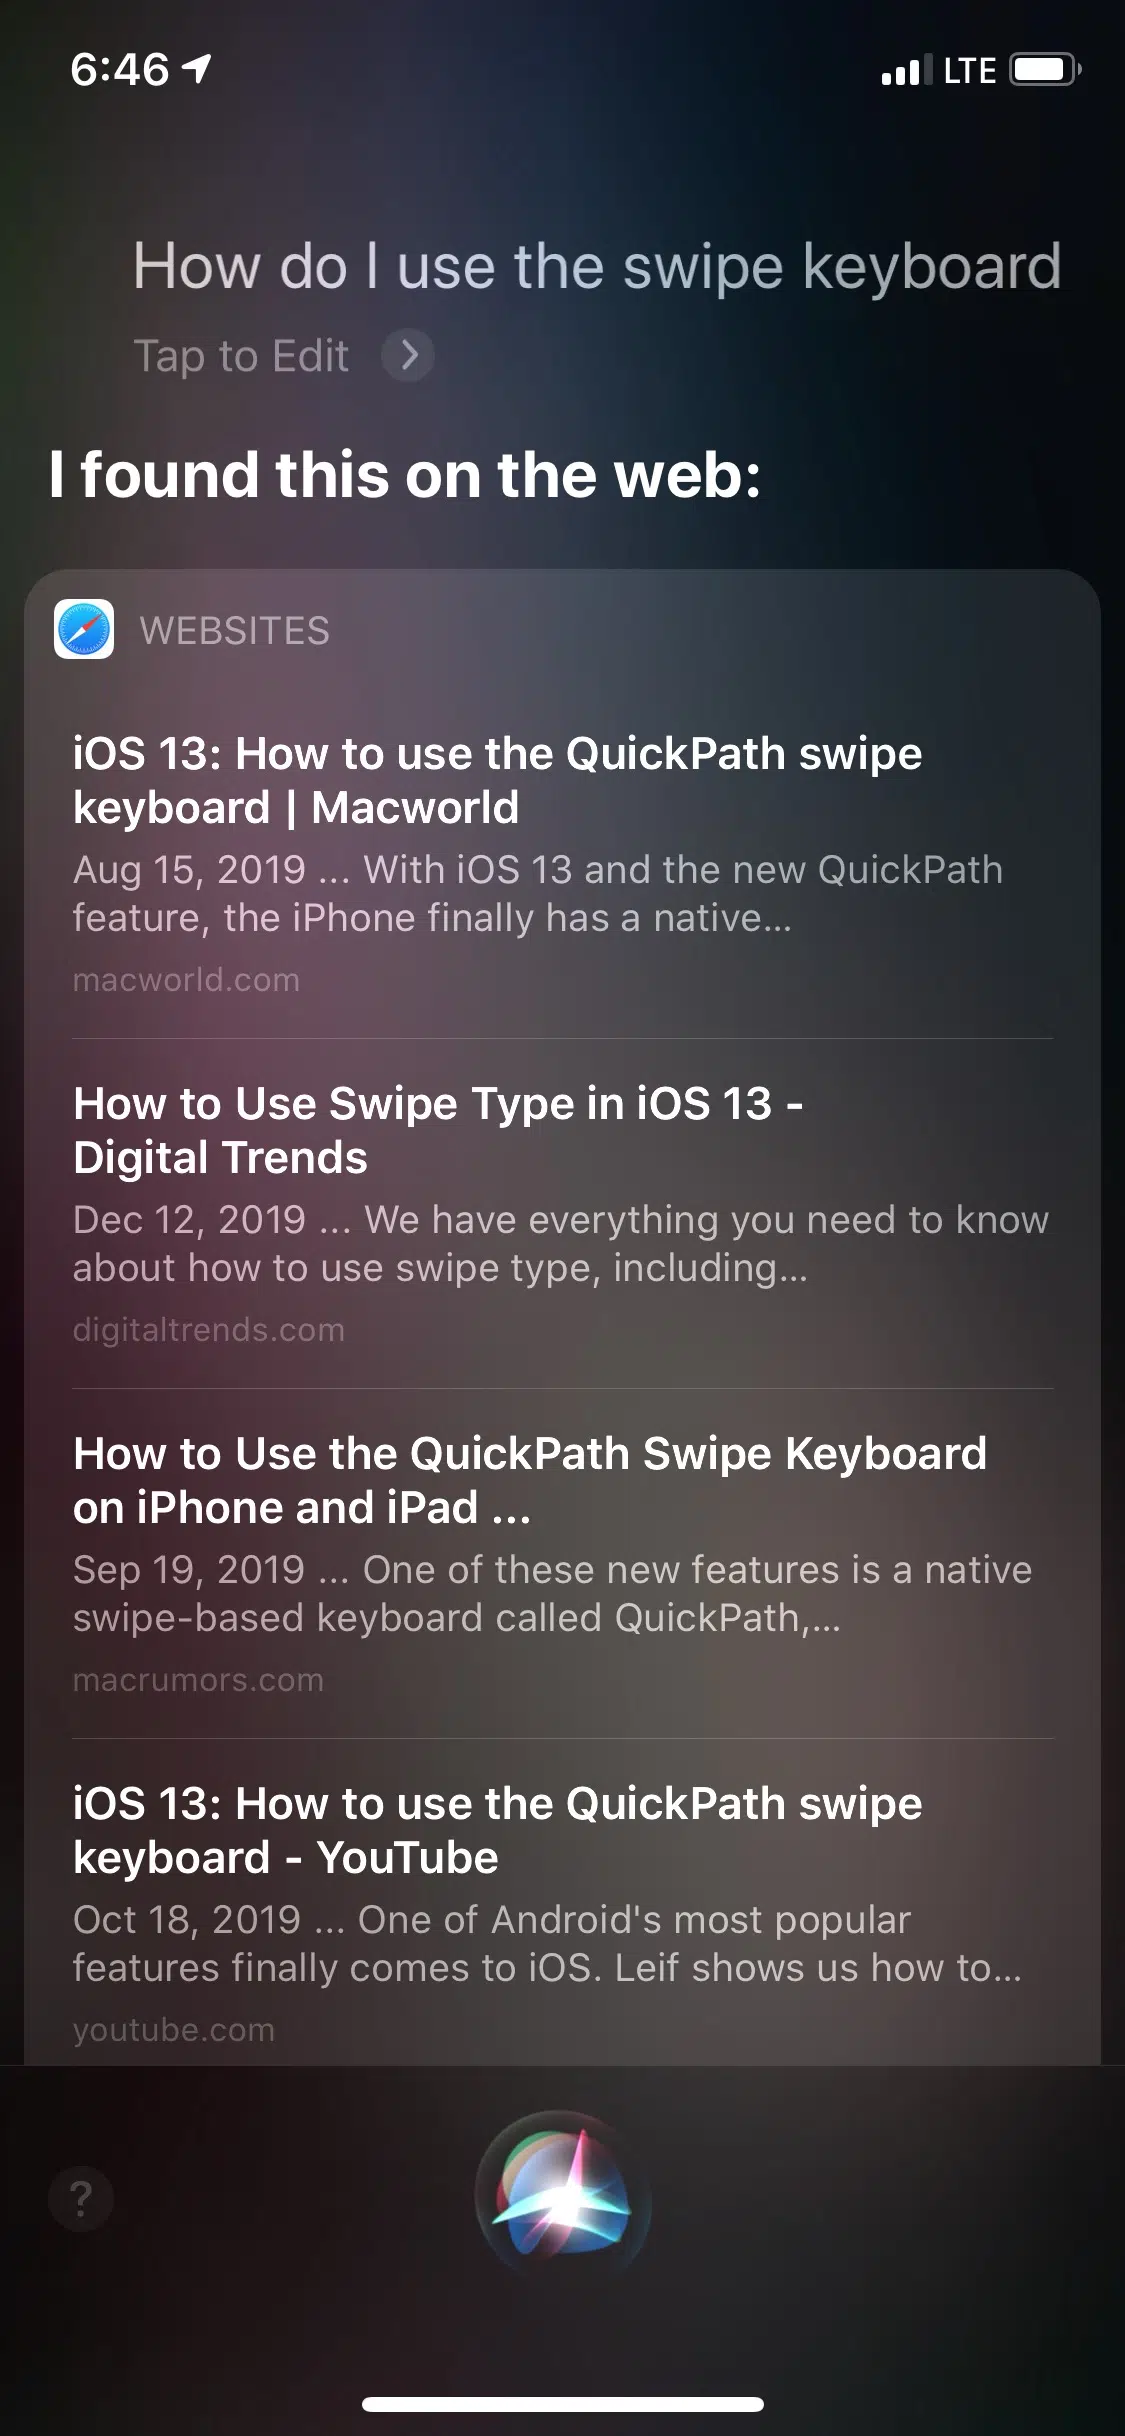 6:46
LTE
How do I use the swipe keyboard
Tap to Edit
I found this on the web:
WEBSITES
iOS 13: How to use the QuickPath swipe
keyboard | Macworld
Aug 15, 2019 ... With iOS 13 and the new QuickPath
feature, the iPhone finally has a native...
macworld.com
How to Use Swipe Type in iOS 13 -
Digital Trends
Dec 12, 2019 ... We have everything you need to know
about how to use swipe type, including...
digitaltrends.com
How to Use the QuickPath Swipe Keyboard
on iPhone and iPad ...
Sep 19, 2019 ... One of these new features is a native
swipe-based keyboard called QuickPath,...
macrumors.com
iOS 13: How to use the QuickPath swipe
keyboard - YouTube
Oct 18, 2019 ... One of Android's most popular
features finally comes to iOS. Leif shows us how to...
youtube.com
?